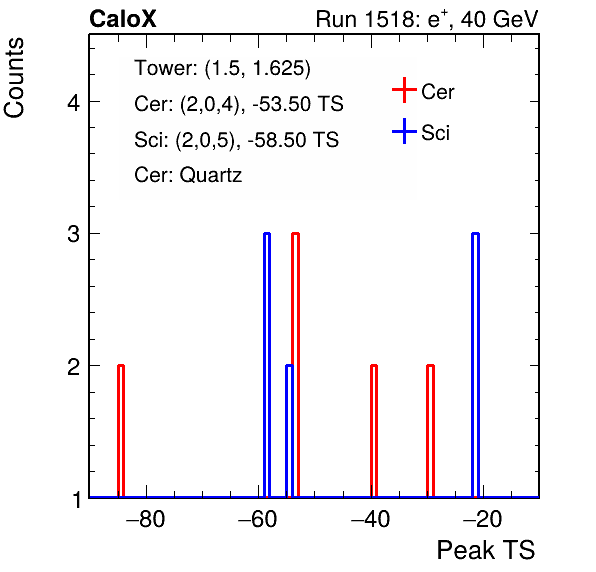 CaloX Run 1518: e+, 40 GeV
Counts
Tower: (1.5, 1.625)
Cer: (2,0,4), -53.50 TS
Sci: (2,0,5), -58.50 TS
Cer: Quartz
Cer
Sci
4
3
2
1
−80 −60 −40 −20
Peak TS